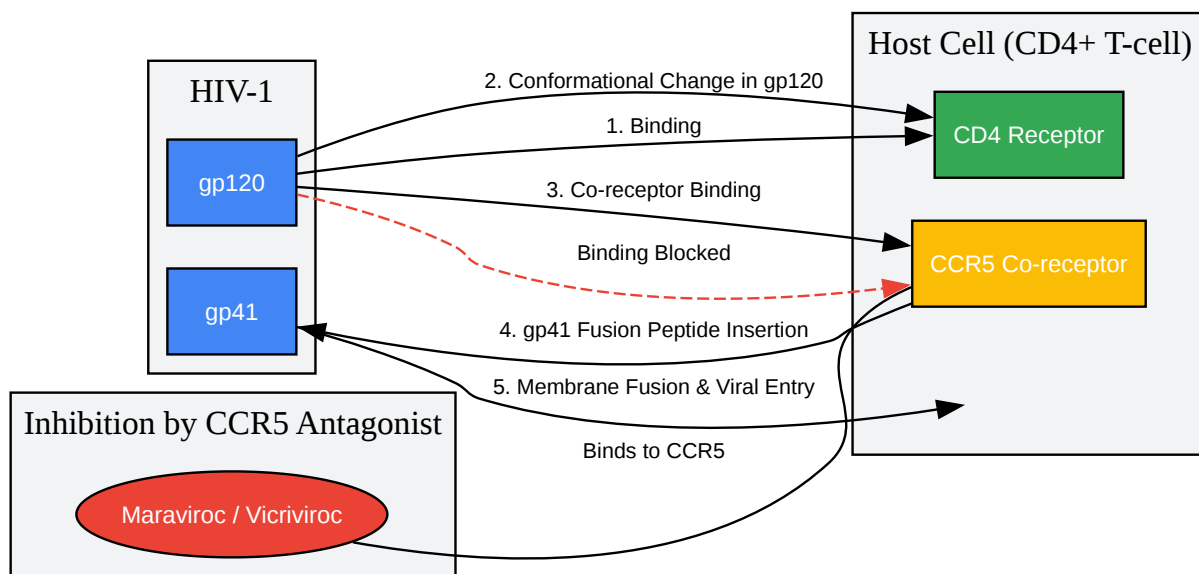 HIV-1
Host Cell (CD4+ T-cell)
2. Conformational Change in gp120
1. Binding
CD4 Receptor
gp120
3. Co-receptor Binding
Binding Blocked
CCR5 Co-receptor
gp41
4. gp41 Fusion Peptide Insertion
5. Membrane Fusion & Viral Entry
Inhibition by CCR5 Antagonist
Binds to CCR5
Maraviroc / Vicriviroc